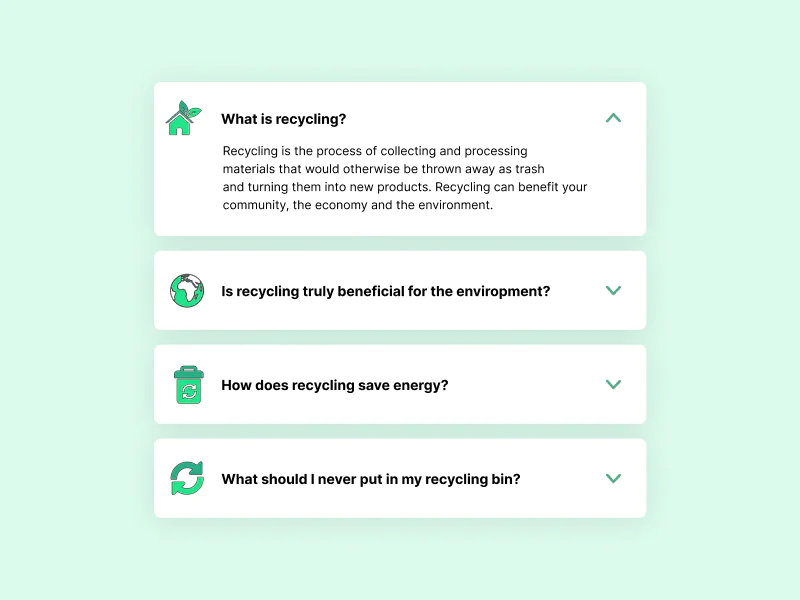 What is recycling?
Recycling is the process of collecting and processing
materials that would otherwise be thrown away as trash
and turning them into new products. Recycling can benefit your
community, the economy and the environment.
Is recycling truly beneficial for the enviropment?
How does recycling save energy?
What should I never put in my recycling bin?